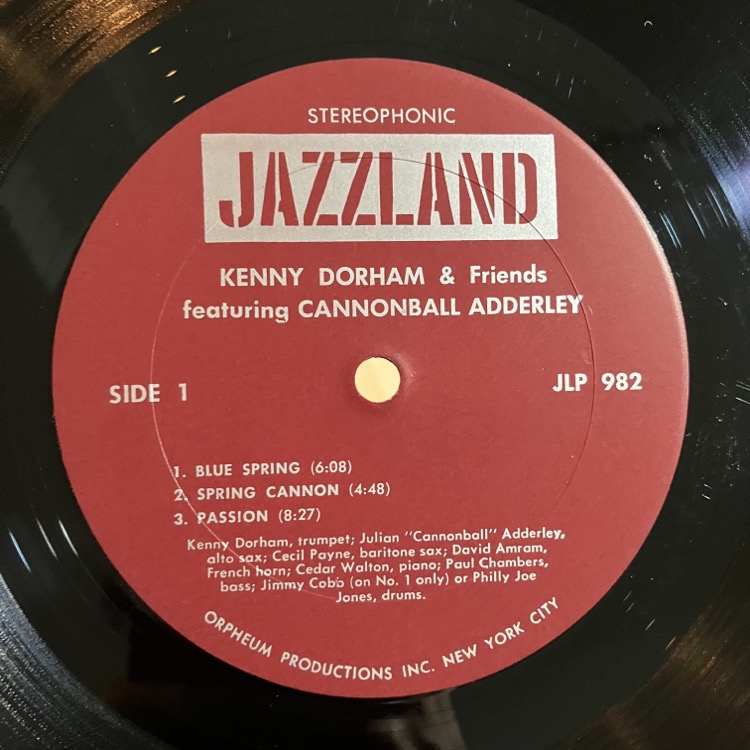 STEREOPHONIC
JAZZLAND
KENNY DORHAM & Friends
featuring CANNONBALL ADDERLEY
SIDE 1
JLP 982
1. BLUE SPRING (6:08)
2. SPRING CANNON (4:48)
3. PASSION (8:27)
Kenny Dorham, trumpet; Julian "Cannonball" Adderley,
alto sax; Cecil Payne, baritone sax; David Amram,
French horn; Cedar Walton, piano; Paul Chambers,
bass; Jimmy Cobb (on No. 1 only) or Philly Joe
Jones, drums.
ORPHEUM PRODUCTIONS INC. NEW YORK CITY